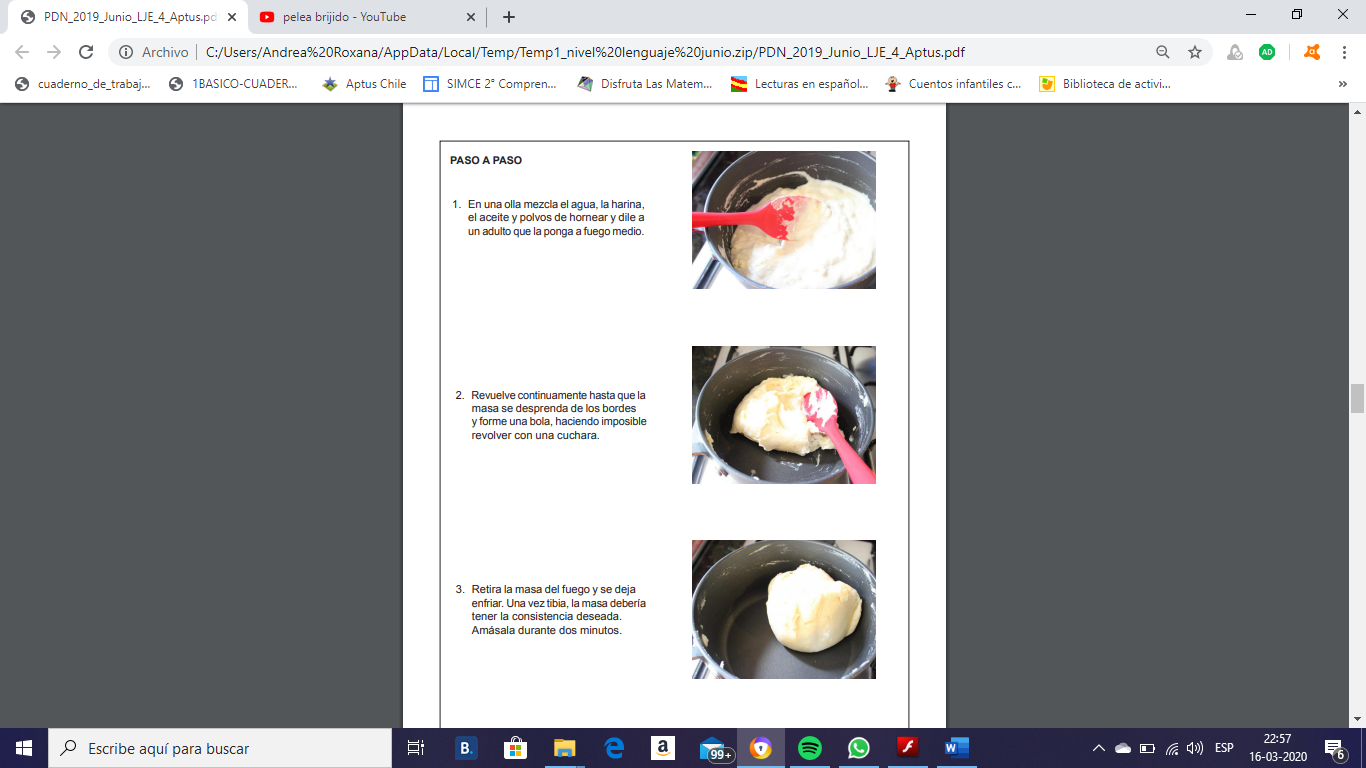 PDN_2019_Junio_LJE_4_Aptus.pd
pelea brijido - YouTube
Archivo
C:/Users/Andrea%20Roxana/AppData/Local/Temp/Temp1_nivel%20lenguaje%20junio.zip/PDN_2019_Junio_LJE_4_Aptus.pdf
AD
cuaderno_de_trabaj...
1BASICO-CUADER...
Aptus Chile
SIMCE 2° Compren...
Disfruta Las Matem...
Lecturas en español...
Cuentos infantiles c...
Biblioteca de activi...
»
PASO A PASO
1. En una olla mezcla el agua, la harina,
el aceite y polvos de hornear y dile a
un adulto que la ponga a fuego medio.
2. Revuelve continuamente hasta que la
masa se desprenda de los bordes
y forme una bola, haciendo imposible
revolver con una cuchara.
3. Retira la masa del fuego y se deja
enfriar. Una vez tibia, la masa debería
tener la consistencia deseada.
Amásala durante dos minutos.
Escribe aquí para buscar
B.
a
99+
ESP
22:57
16-03-2020
6